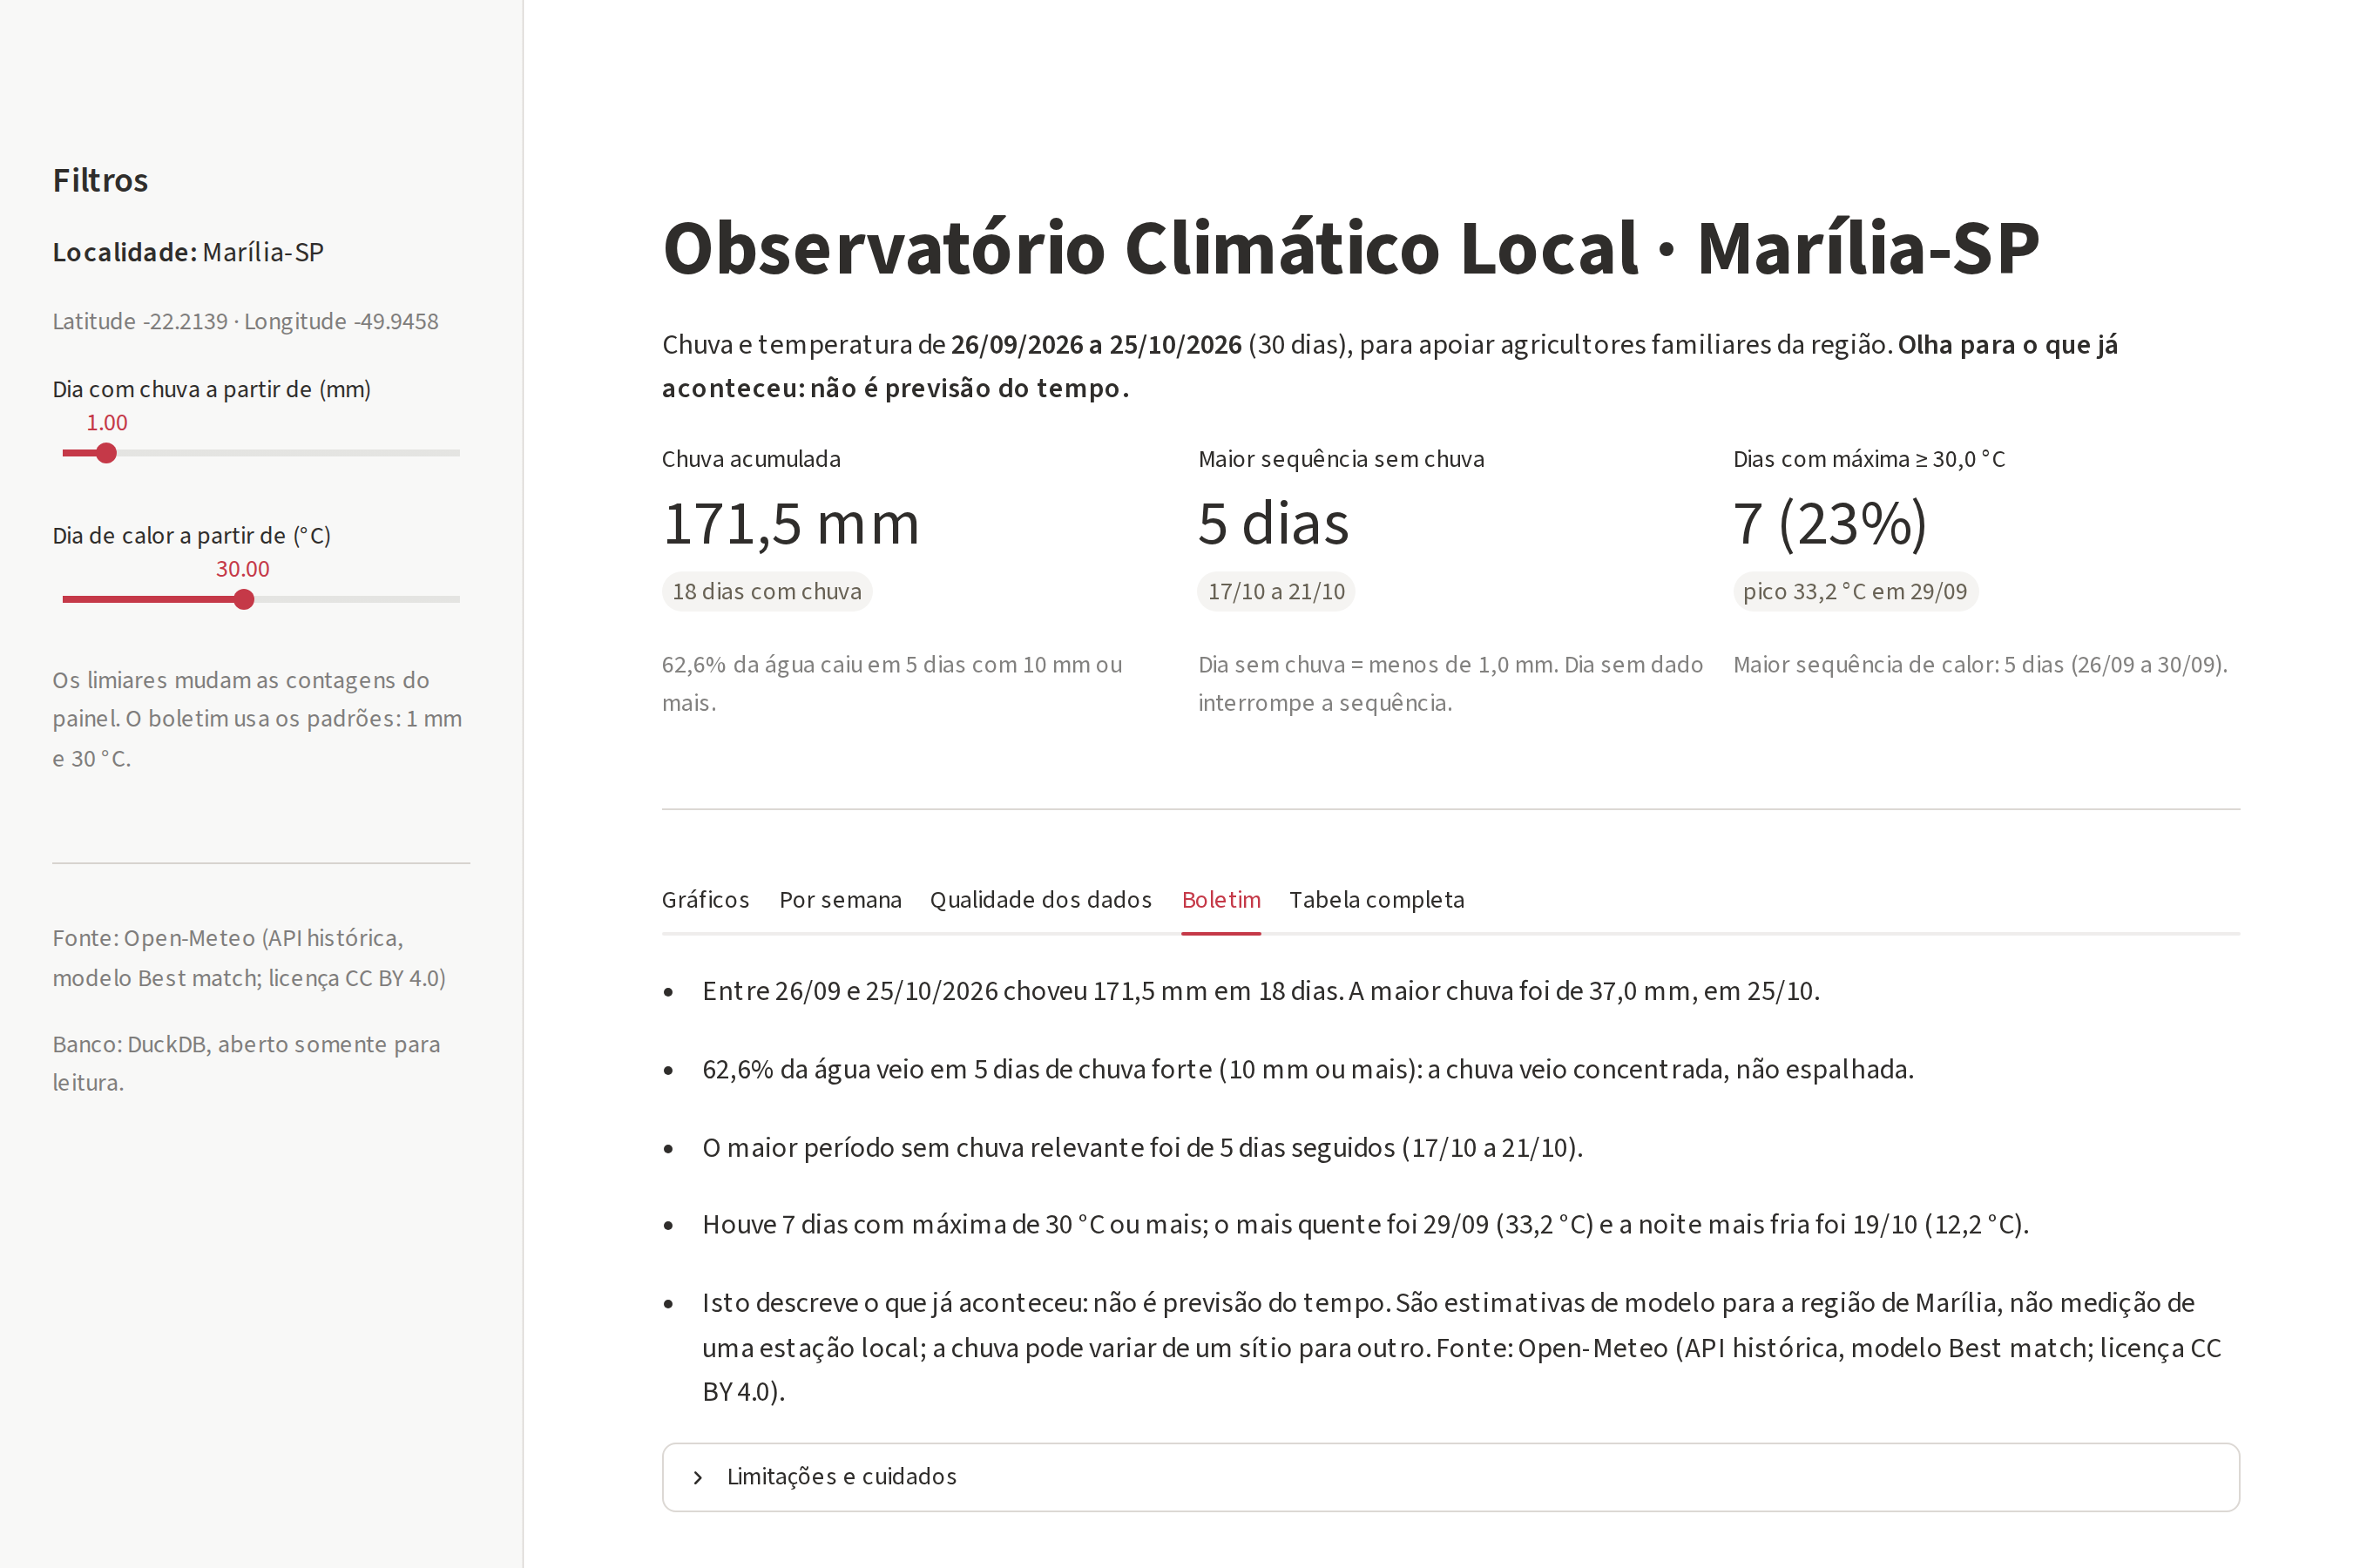 Filtros
Localidade: Marília-SP
Latitude -22.2139 · Longitude -49.9458
Dia com chuva a partir de (mm)
1.00
Dia de calor a partir de (°C)
30.00
Os limiares mudam as contagens do
painel. O boletim usa os padrões: 1 mm
e 30 °C.
Fonte: Open-Meteo (API histórica,
modelo Best match; licença CC BY 4.0)
Banco: DuckDB, aberto somente para
leitura.
Observatório Climático Local · Marília-SP
Chuva e temperatura de 26/09/2026 a 25/10/2026 (30 dias), para apoiar agricultores familiares da região. Olha para o que já
aconteceu: não é previsão do tempo.
Chuva acumulada
171,5 mm
18 dias com chuva
62,6% da água caiu em 5 dias com 10 mm ou
mais.
Maior sequência sem chuva
5 dias
17/10 a 21/10
Dia sem chuva = menos de 1,0 mm. Dia sem dado
interrompe a sequência.
Dias com máxima ≥ 30,0 °C
7 (23%)
pico 33,2 °C em 29/09
Maior sequência de calor: 5 dias (26/09 a 30/09).
Gráficos Por semana Qualidade dos dados Boletim Tabela completa
• Entre 26/09 e 25/10/2026 choveu 171,5 mm em 18 dias. A maior chuva foi de 37,0 mm, em 25/10.
• 62,6% da água veio em 5 dias de chuva forte (10 mm ou mais): a chuva veio concentrada, não espalhada.
• O maior período sem chuva relevante foi de 5 dias seguidos (17/10 a 21/10).
• Houve 7 dias com máxima de 30 °C ou mais; o mais quente foi 29/09 (33,2 °C) e a noite mais fria foi 19/10 (12,2 °C).
• Isto descreve o que já aconteceu: não é previsão do tempo. São estimativas de modelo para a região de Marília, não medição de
uma estação local; a chuva pode variar de um sítio para outro. Fonte: Open-Meteo (API histórica, modelo Best match; licença CC
BY 4.0).
Limitações e cuidados